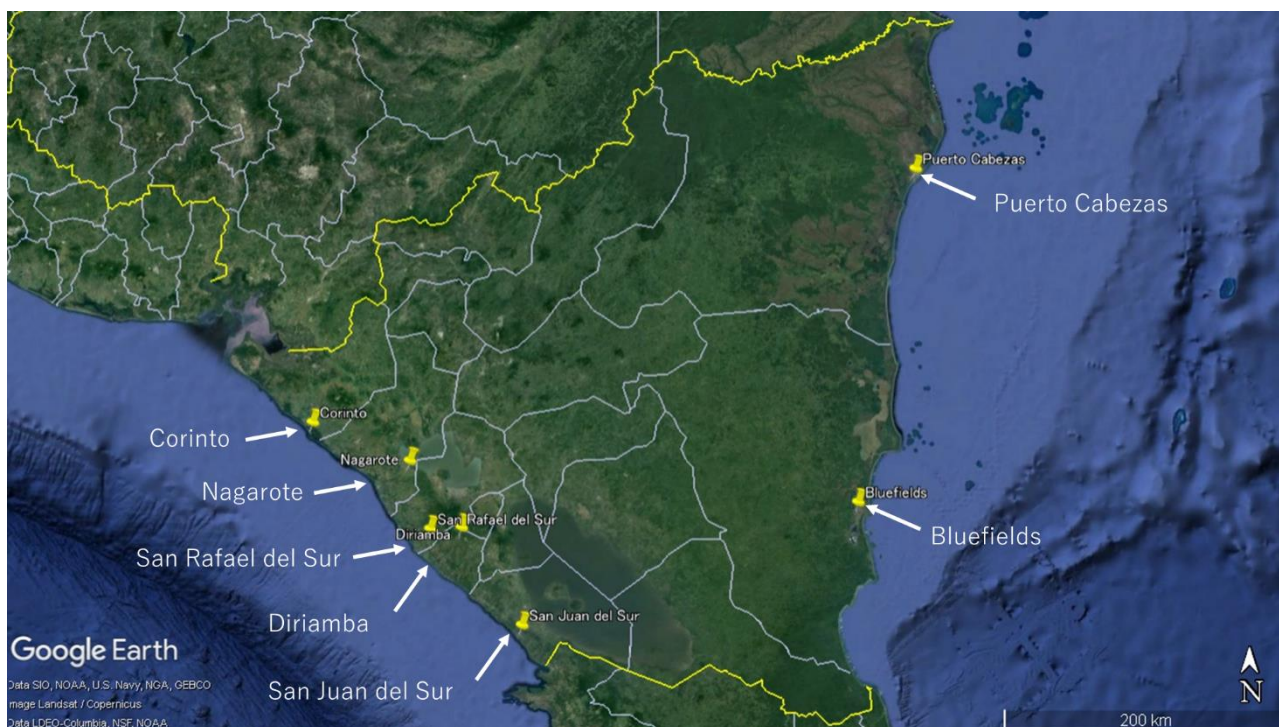 Puerto Cabezas
Puerto Cabezas
Corinto
Corinto
Nagarote
Nagarote
San Rafael del Sur
Diriamba
San Rafael del Sur
Diriamba
Bluefields
Bluefields
San Juan del Sur
San Juan del Sur
Google Earth
Data SIO, NOAA, U.S. Navy, NGA, GEBCO
Image Landsat / Copernicus
Data LDEO-Columbia, NSF, NOAA
N
200 km